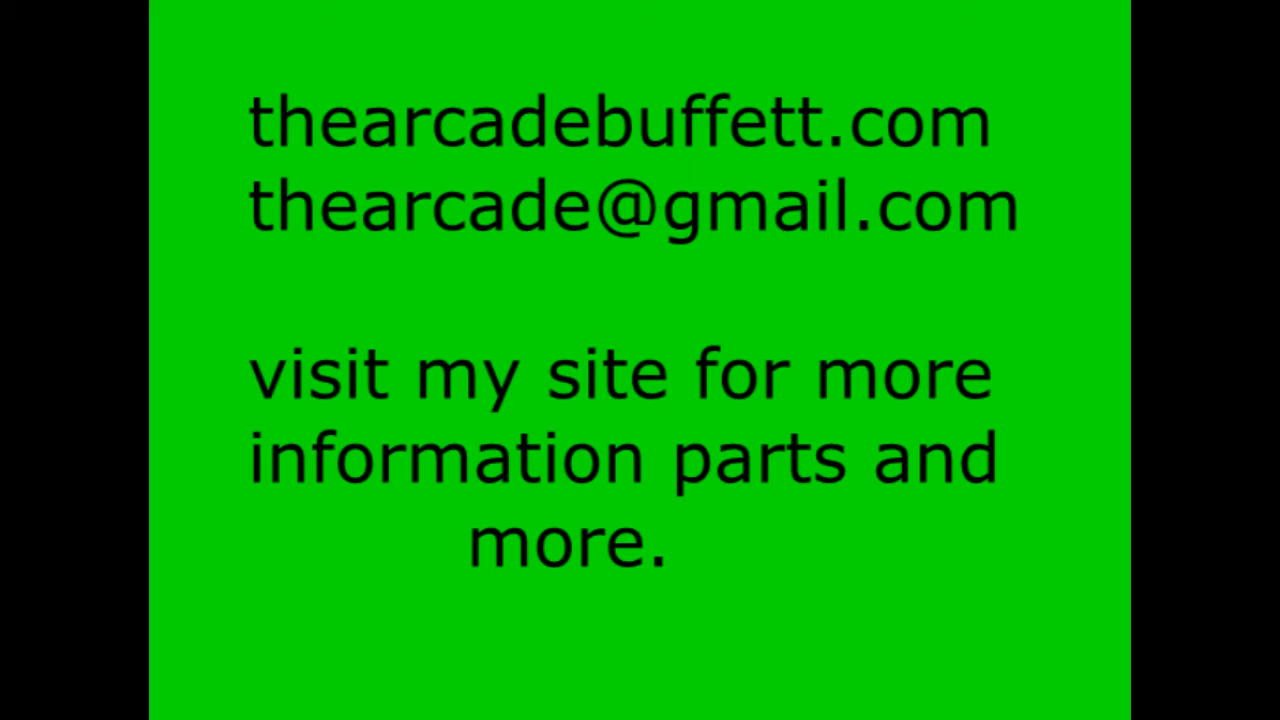 thearcadebuffett.com
thearcade@gmail.com
visit my site for more
information parts and
more.